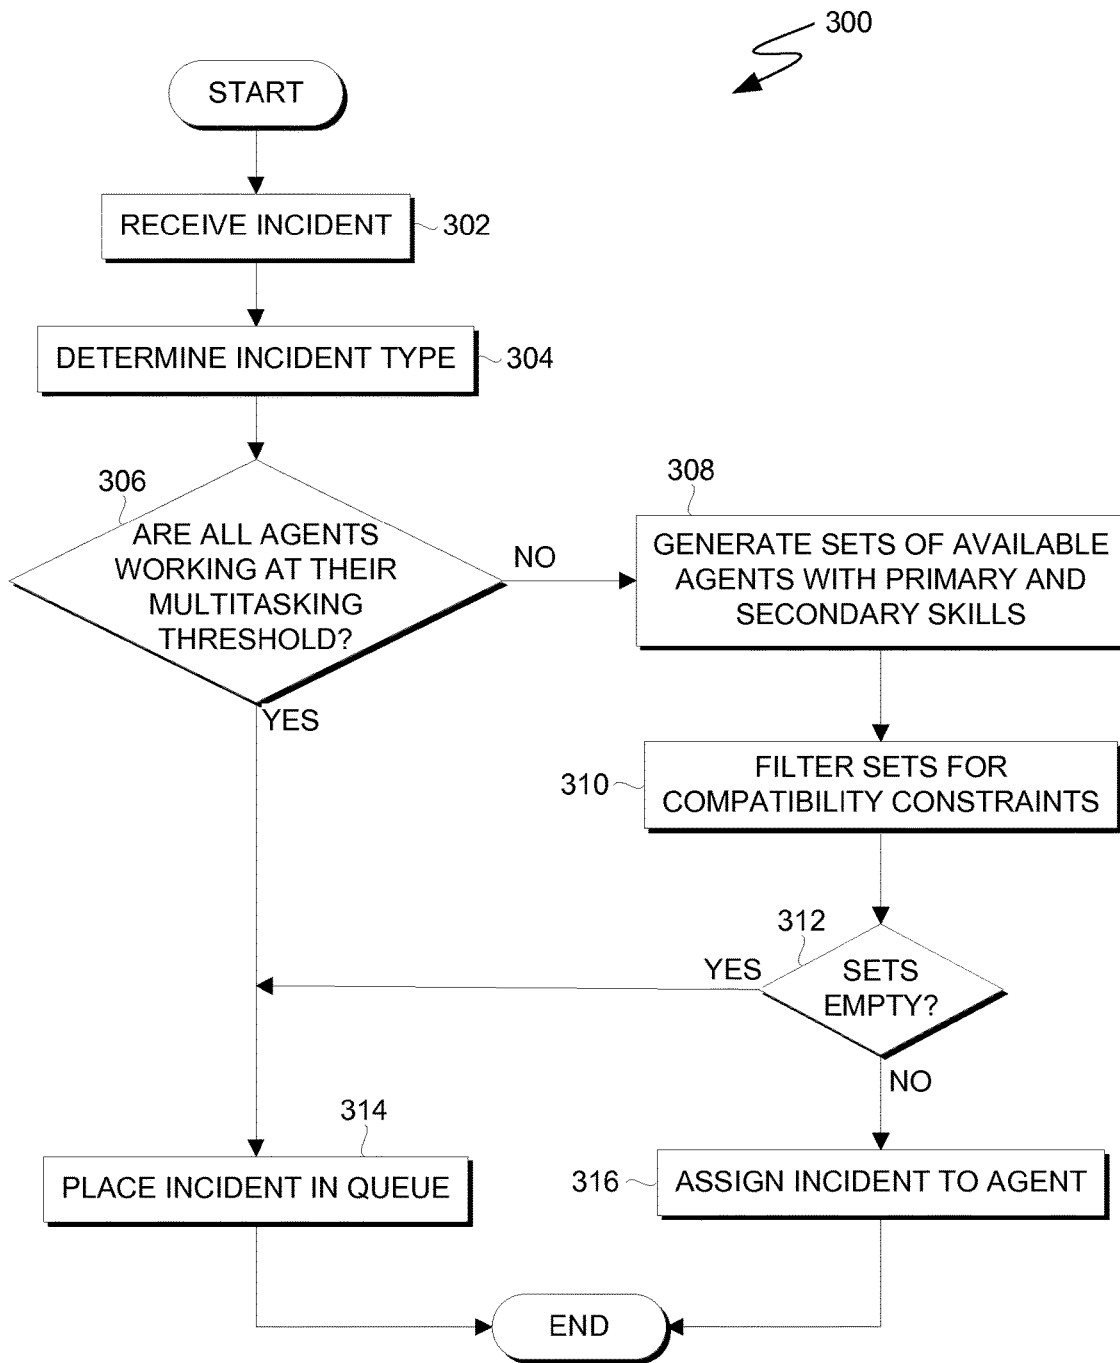 300
START
RECEIVE INCIDENT
302
DETERMINE INCIDENT TYPE
304
306
ARE ALL AGENTS
WORKING AT THEIR
MULTITASKING
THRESHOLD?
NO
YES
308
GENERATE SETS OF AVAILABLE
AGENTS WITH PRIMARY AND
SECONDARY SKILLS
310
FILTER SETS FOR
COMPATIBILITY CONSTRAINTS
312
SETS
EMPTY?
YES
NO
314
PLACE INCIDENT IN QUEUE
316
ASSIGN INCIDENT TO AGENT
END